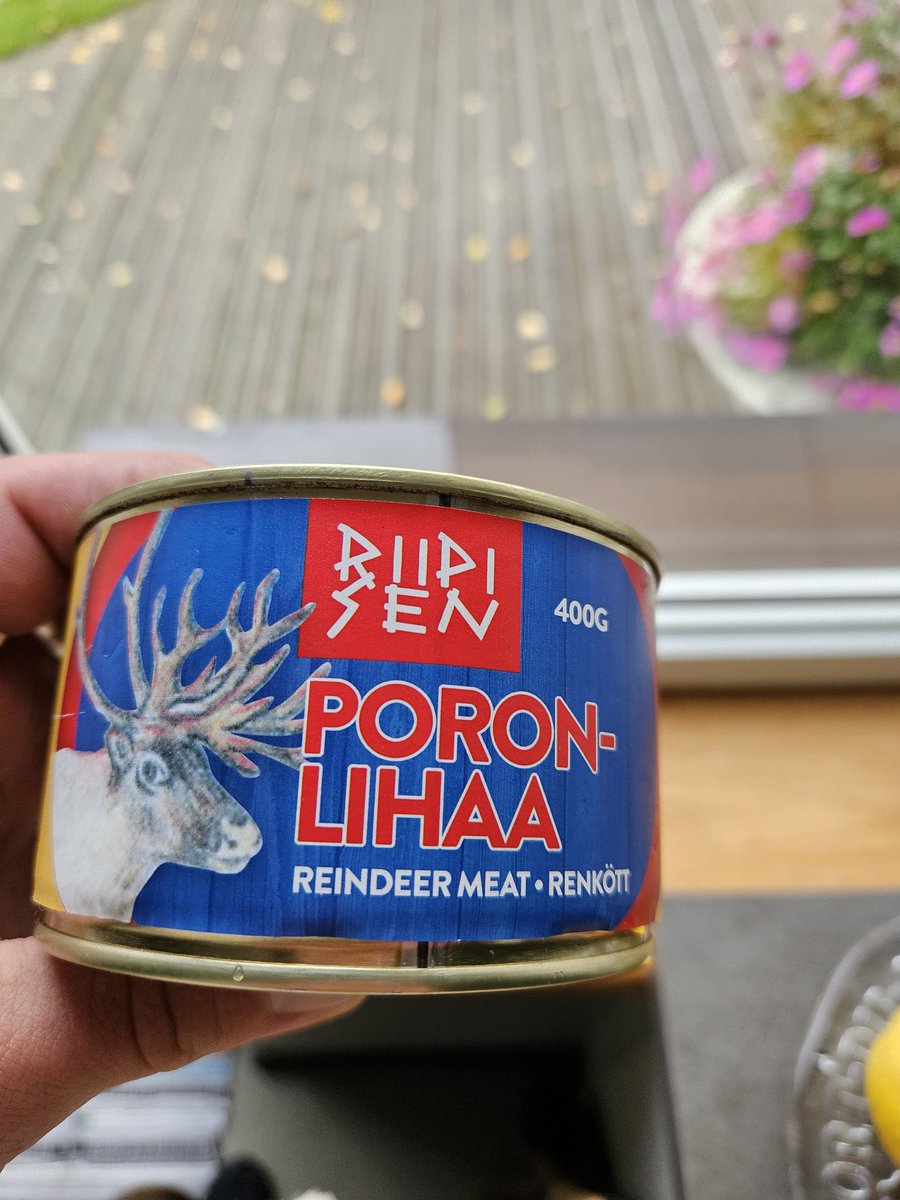 RIIPI
SEN
400G
PORON-
LIHAA
REINDEER MEAT • RENKÖTT